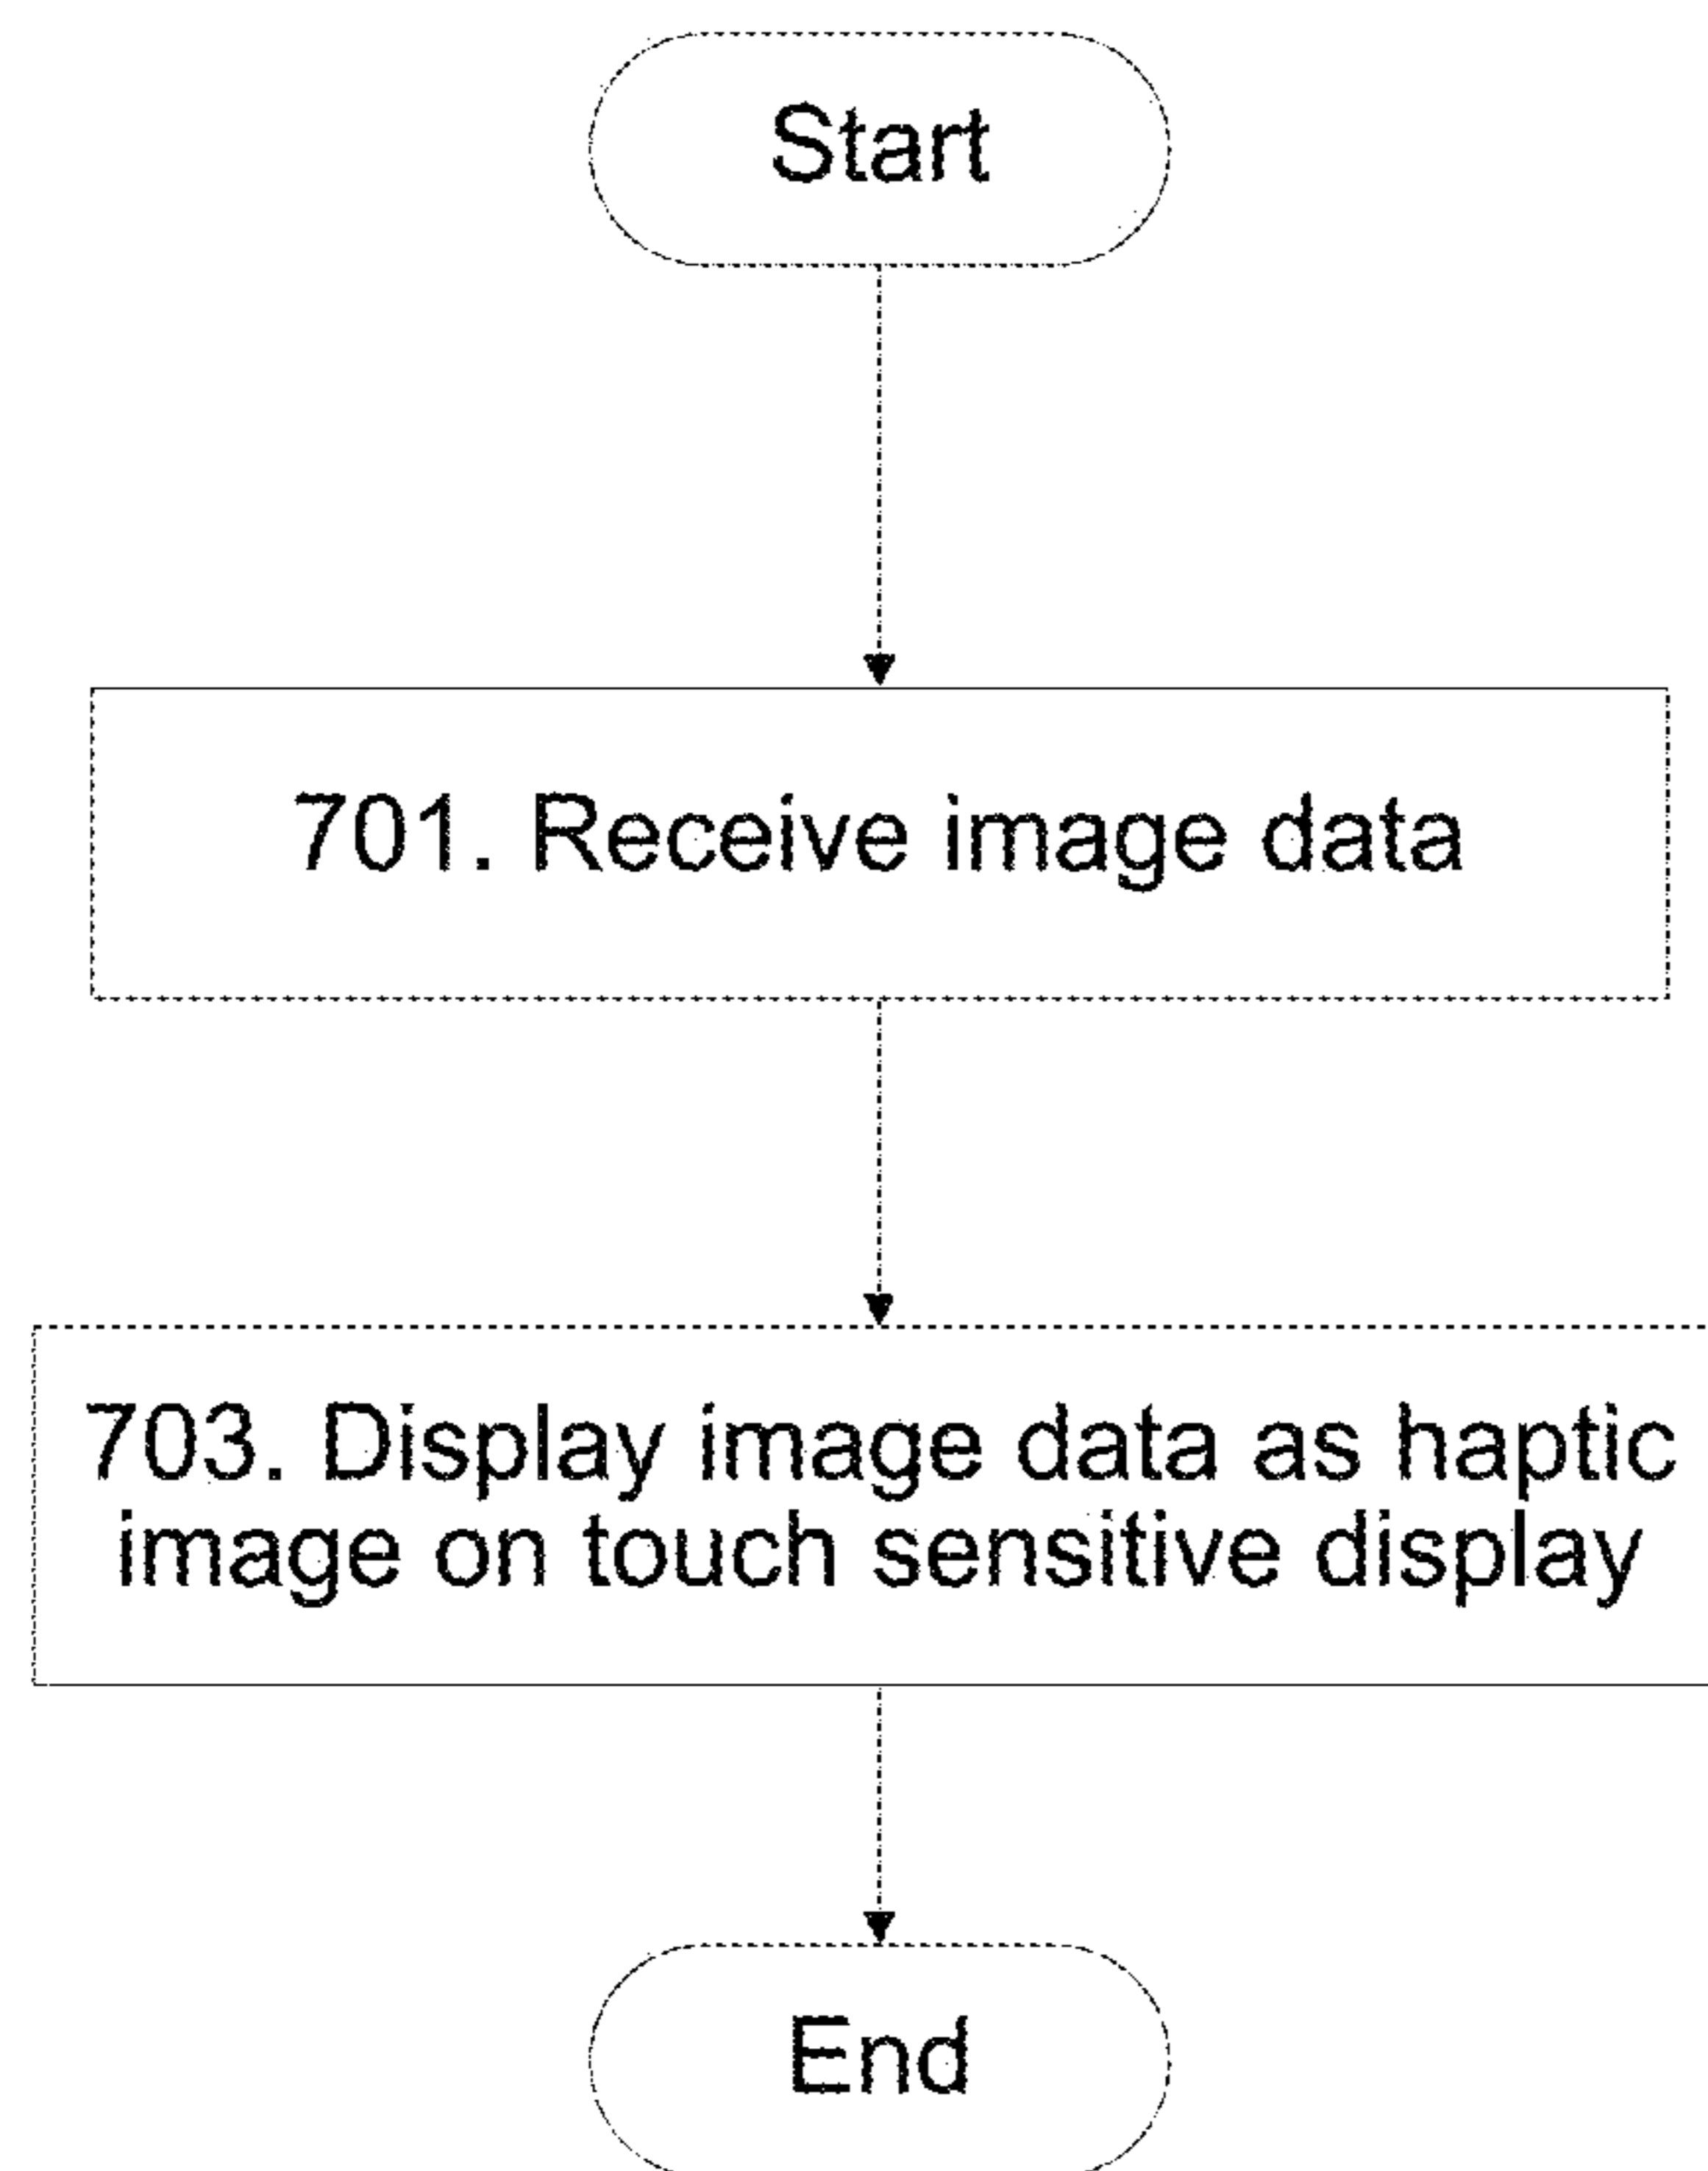 Start
701. Receive image data
703. Display image data as haptic
image on touch sensitive display
End